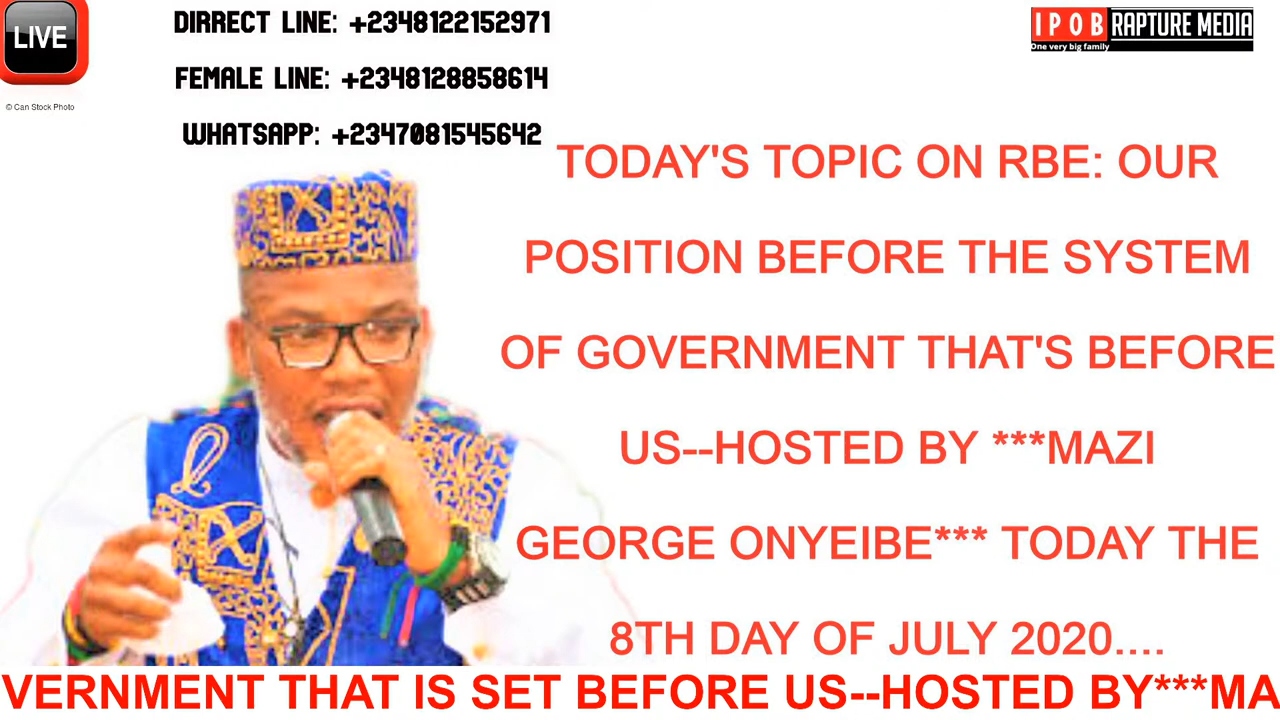 LIVE
© Can Stock Photo
DIRRECT LINE: +2348122152971
FEMALE LINE: +2348128858614
WHATSAPP: +2347081545642
IPOB RAPTURE MEDIA
One very big family
TODAY'S TOPIC ON RBE: OUR
POSITION BEFORE THE SYSTEM
OF GOVERNMENT THAT'S BEFORE
US--HOSTED BY ***MAZI
GEORGE ONYEIBE*** TODAY THE
8TH DAY OF JULY 2020....
VERNMENT THAT IS SET BEFORE US--HOSTED BY***MA